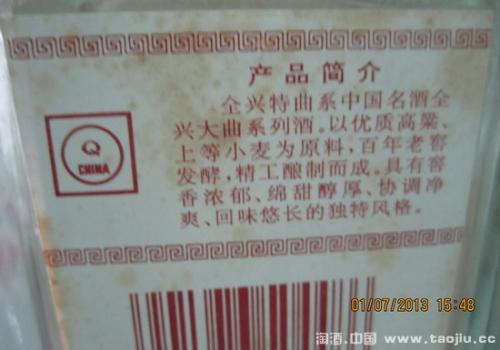 产品简介
全兴特曲系中国名酒全
兴大曲系列酒。以优质高粱、
上等小麦为原料;百年老窖
发酵,精工酿制而成。具有窖
香浓郁、绵甜醇厚、协调净
爽、回味悠长的独特风格。
Q
CHINA
01/07/2013 15:48
淘酒.中国 www.taojiu.cc